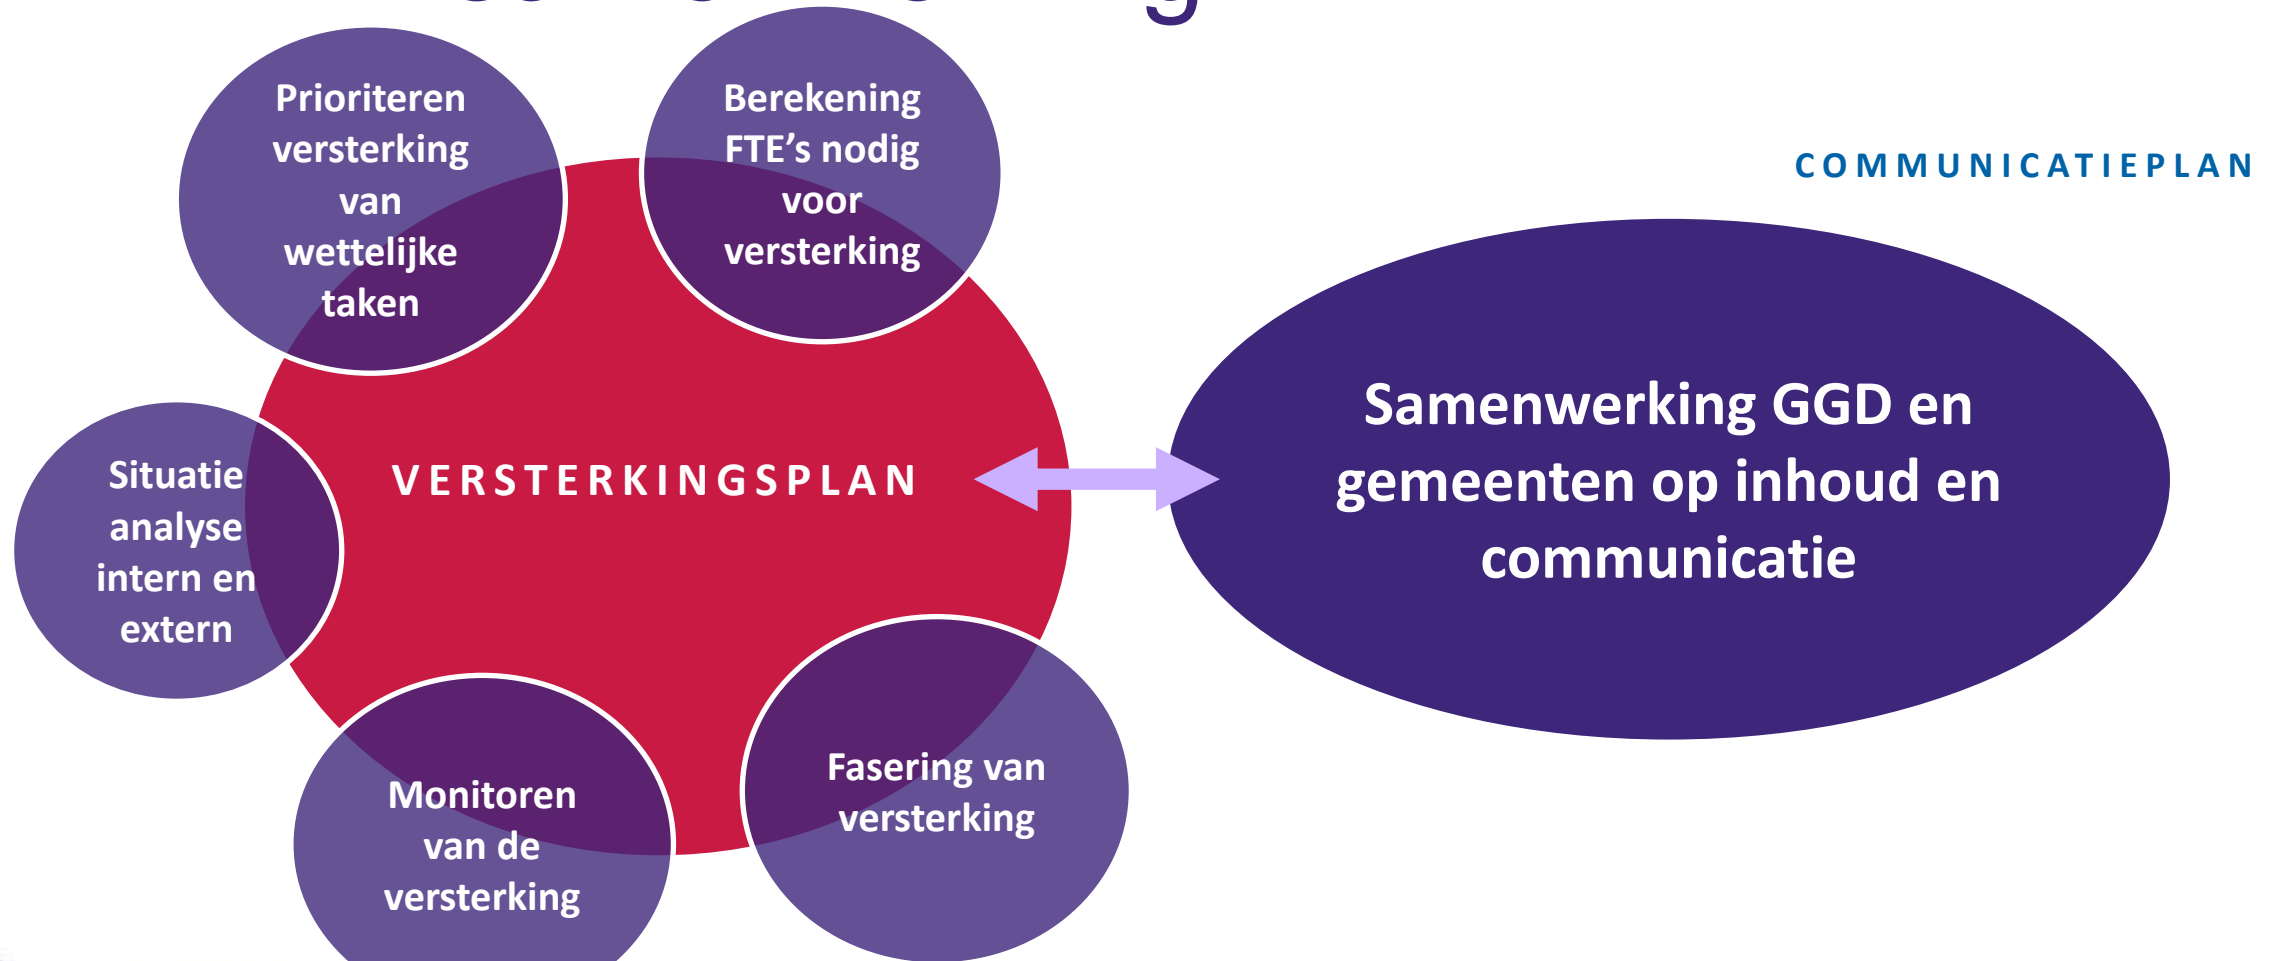 Prioriteren
versterking
van
wettelijke
taken
Berekening
FTE’s nodig
voor
versterking
COMMUNICATIEPLAN
Situatie
analyse
intern en
extern
VERSTERKINGSPLAN
Samenwerking GGD en
gemeenten op inhoud en
communicatie
Monitoren
van de
versterking
Fasering van
versterking